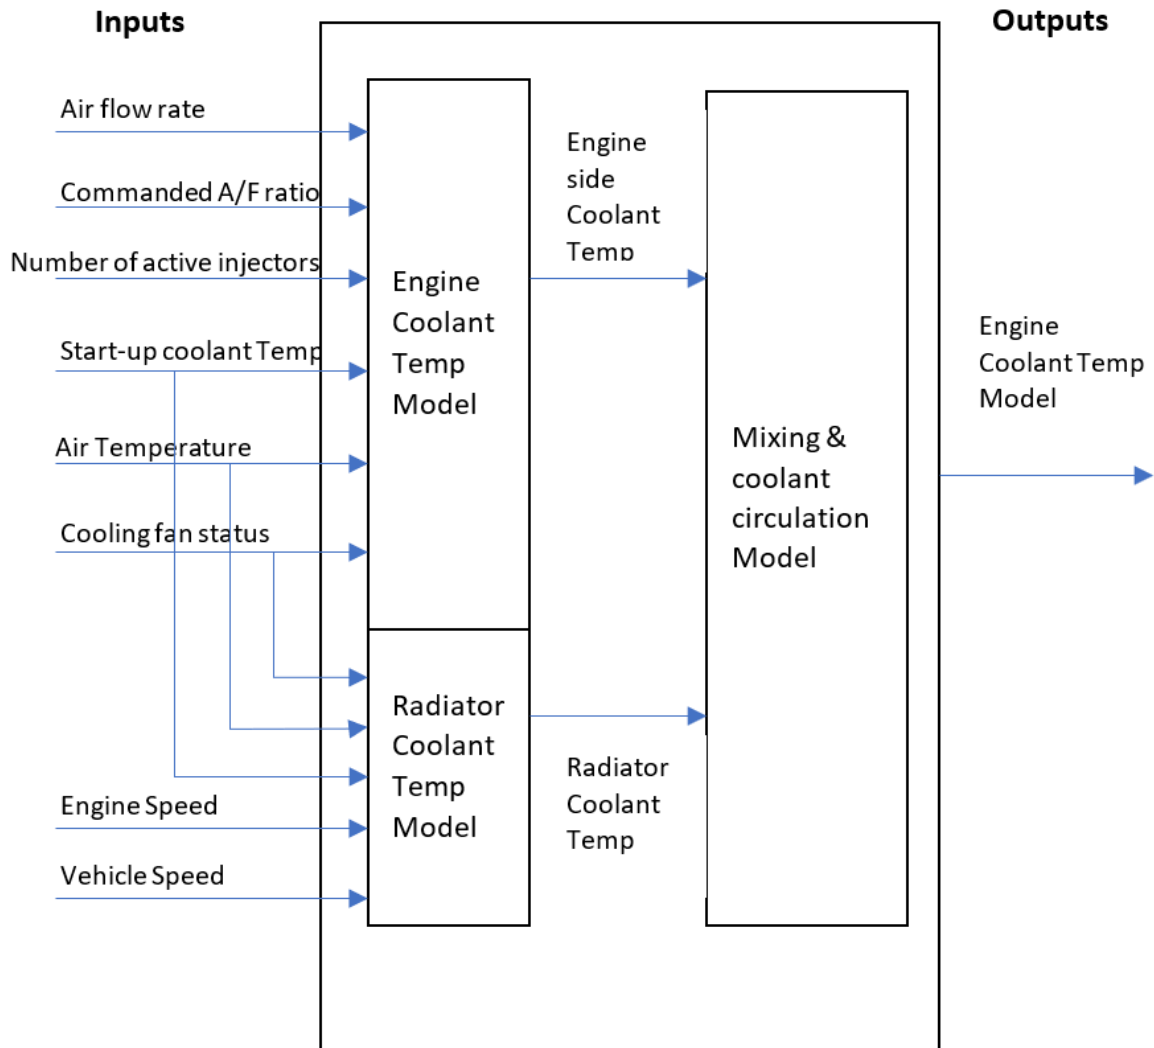 Inputs
Outputs
Air flow rate
Commanded A/F ratio
Number of active injectors
Start-up coolant Temp
Air Temperature
Cooling fan status
Engine Speed
Vehicle Speed
Engine
Coolant
Temp
Model
Radiator
Coolant
Temp
Model
Engine
side
Coolant
Temp
Radiator
Coolant
Temp
Mixing &
coolant
circulation
Model
Engine
Coolant Temp
Model